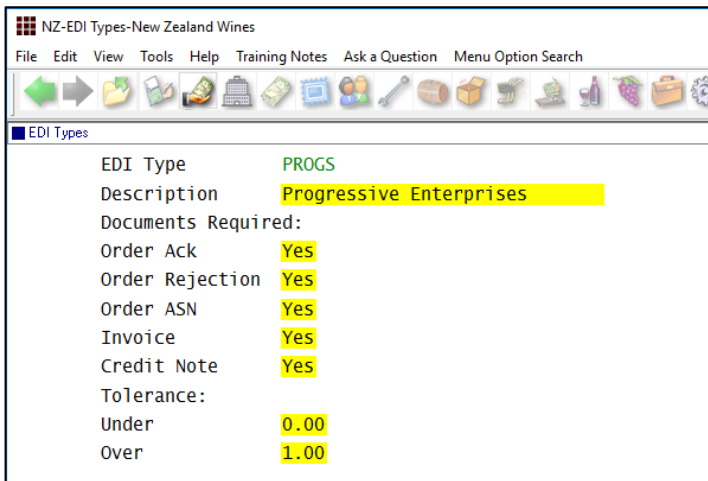 NZ-EDI Types-New Zealand Wines
File Edit View Tools Help Training Notes Ask a Question Menu Option Search
EDI Types
EDI Type PROGS
Description Progressive Enterprises
Documents Required:
Order Ack Yes
Order Rejection Yes
Order ASN Yes
Invoice Yes
Credit Note Yes
Tolerance:
Under 0.00
Over 1.00